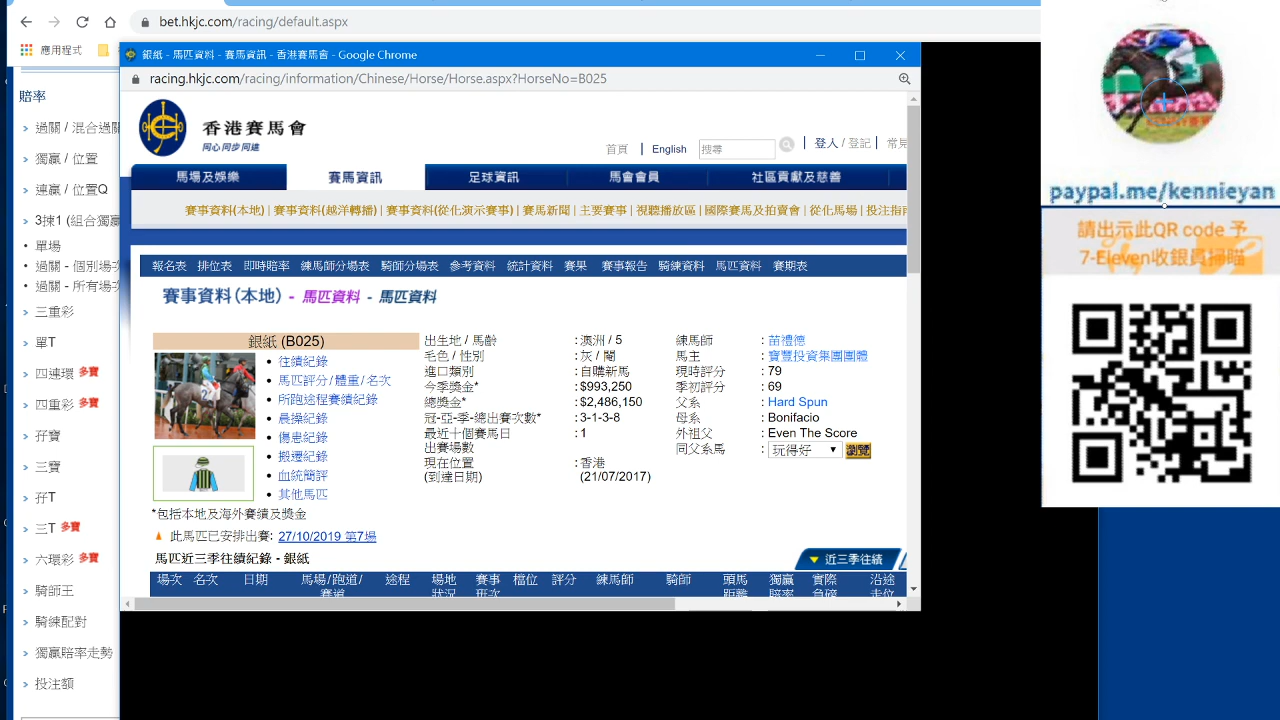 bet.hkjc.com/racing/default.aspx
應用程式
銀紙 - 馬匹資料 - 賽馬資訊 - 香港賽馬會 - Google Chrome
racing.hkjc.com/racing/information/Chinese/Horse/Horse.aspx?HorseNo=B025
香港賽馬會
同心同步同進
首頁 | English 搜尋 | 登入 / 登記 | 常見
馬場及娛樂 賽馬資訊 足球資訊 馬會會員 社區貢獻及慈善
賽事資料(本地) | 賽事資料(越洋轉播) | 賽事資料(從化演示賽事) | 賽馬新聞 | 主要賽事 | 視聽播放區 | 國際賽馬及拍賣會 | 從化馬場 | 投注指南
報名表 排位表 即時賠率 練馬師分場表 騎師分場表 參考資料 統計資料 賽果 賽事報告 騎練資料 馬匹資料 賽期表
賽事資料(本地) - 馬匹資料 - 馬匹資料
銀紙 (B025)
• 往績紀錄
• 馬匹評分/體重/名次
• 所跑途程賽績紀錄
• 晨操紀錄
• 傷患紀錄
• 搬遷紀錄
• 血統簡評
• 其他馬匹
出生地 / 馬齡 : 澳洲 / 5
毛色 / 性別 : 灰 / 閹
進口類別 : 自購新馬
今季獎金* : $993,250
總獎金* : $2,486,150
冠-亞-季-總出賽次數* : 3-1-3-8
最近十個賽馬日 : 1
出賽場數
現在位置 : 香港
(到達日期) (21/07/2017)
練馬師 : 苗禮德
馬主 : 寶豐投資集團團體
現時評分 : 79
季初評分 : 69
父系 : Hard Spun
母系 : Bonifacio
外祖父 : Even The Score
同父系馬 : 玩得好 瀏覽
*包括本地及海外賽績及獎金
此馬匹已安排出賽: 27/10/2019 第7場
馬匹近三季往績紀錄 - 銀紙
近三季往績
場次 名次 日期 馬場/跑道/賽道 途程 場地狀況 賽事班次 檔位 評分 練馬師 騎師 頭馬距離 獨贏賠率 實際負磅 沿途走位
賠率
過關 / 混合過關
獨贏 / 位置
連贏 / 位置Q
3揀1 (組合獨贏
• 單場
• 過關 - 個別場次
• 過關 - 所有場次
三重彩
單T
四連環 多寶
四重彩 多寶
孖寶
三寶
孖T
三T 多寶
六環彩 多寶
騎師王
騎練配對
獨贏賠率走勢
投注額
paypal.me/kennieyan
請出示此QR code 予
7-Eleven收銀員掃瞄